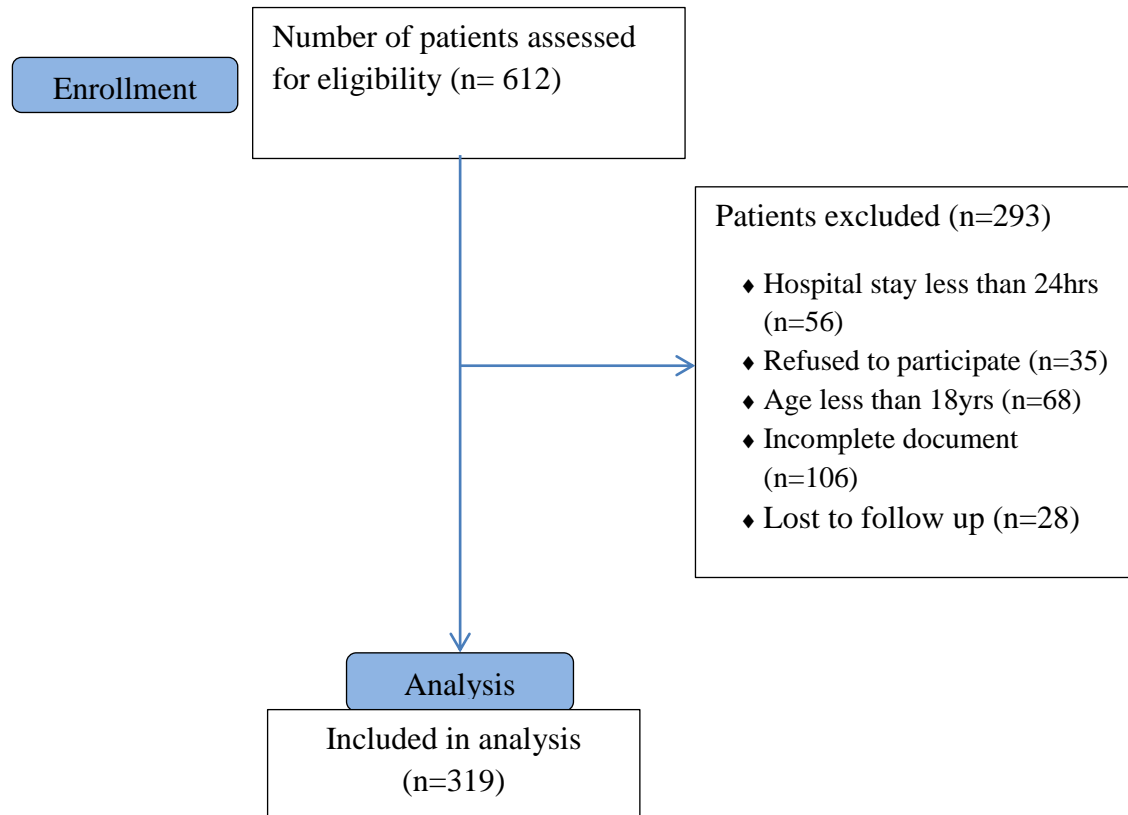 Number of patients assessed
for eligibility (n= 612)
Enrollment
Patients excluded (n=293)
♦ Hospital stay less than 24hrs
(n=56)
♦ Refused to participate (n=35)
♦ Age less than 18yrs (n=68)
♦ Incomplete document
(n=106)
♦ Lost to follow up (n=28)
Analysis
Included in analysis
(n=319)